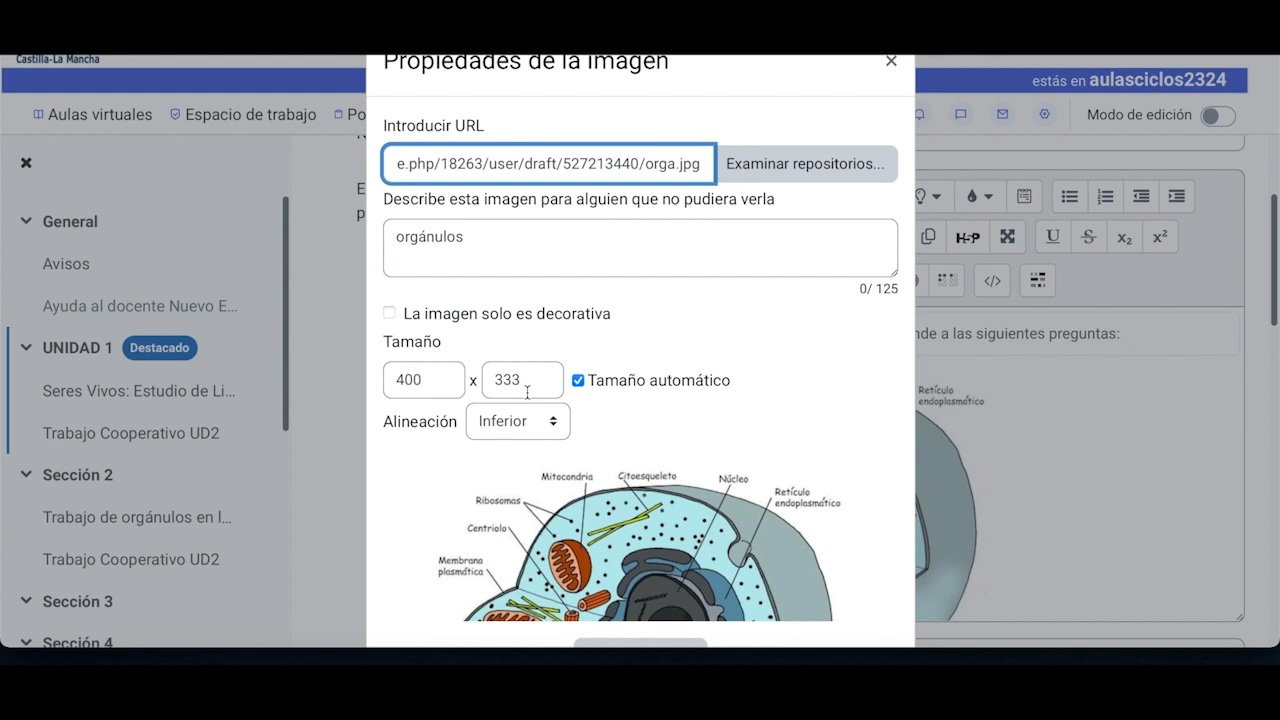 Castilla-La Mancha
estás en aulasciclos2324
Aulas virtuales
Espacio de trabajo
Modo de edición
General
Avisos
Ayuda al docente Nuevo E...
UNIDAD 1 Destacado
Seres Vivos: Estudio de Li...
Trabajo Cooperativo UD2
Sección 2
Trabajo de orgánulos en l...
Trabajo Cooperativo UD2
Sección 3
Sección 4
Propiedades de la imagen
Introducir URL
e.php/18263/user/draft/527213440/orga.jpg
Examinar repositorios...
Describe esta imagen para alguien que no pudiera verla
orgánulos
0/ 125
La imagen solo es decorativa
Tamaño
400 x 333 Tamaño automático
Alineación Inferior
Mitocondria
Citoesqueleto
Núcleo
Ribosomas
Retículo
endoplasmático
Centriolo
Membrana
plasmática
H-P
U S x₂ x²
</>
a las siguientes preguntas:
Retículo
endoplasmático